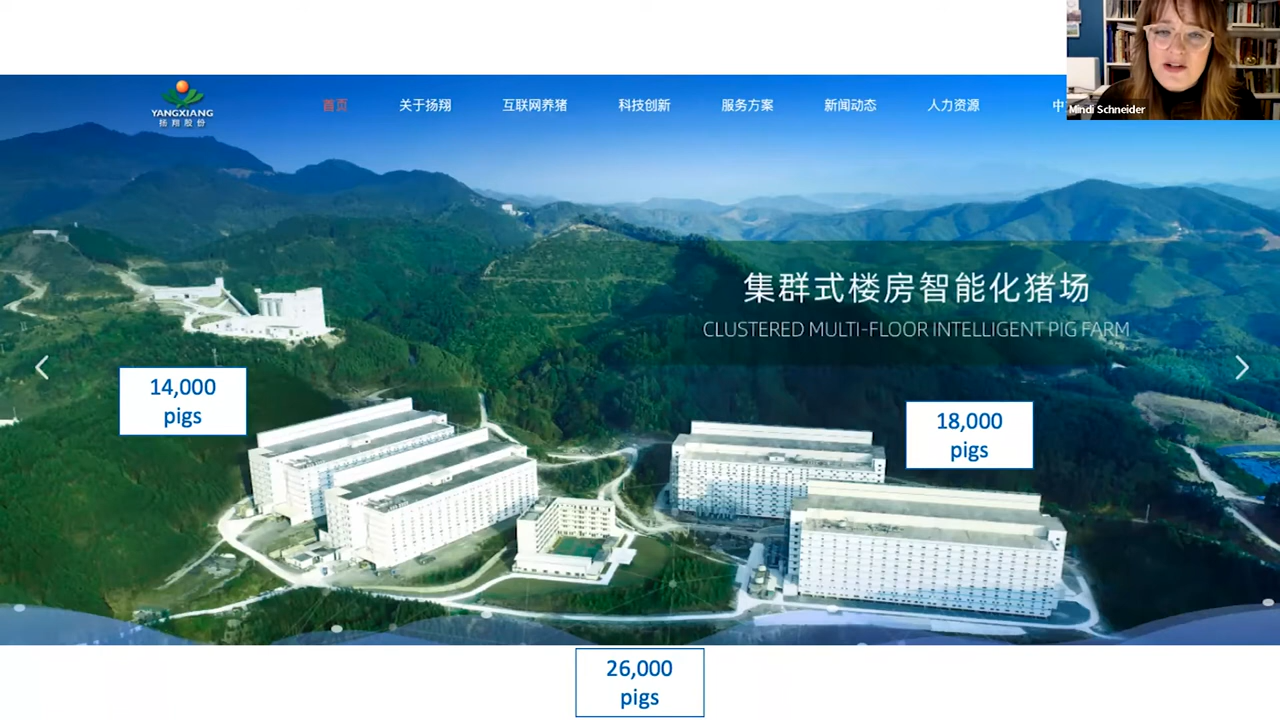 Mindi Schneider
YANGXIANG
扬翔股份
首页
关于扬翔
互联网养猪
科技创新
服务方案
新闻动态
人力资源
中
集群式楼房智能化猪场
CLUSTERED MULTI-FLOOR INTELLIGENT PIG FARM
14,000
pigs
18,000
pigs
26,000
pigs